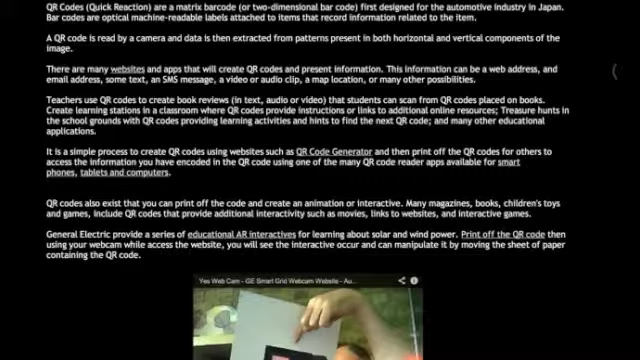 QR Codes (Quick Reaction) are a matrix barcode (or two-dimensional bar code) first designed for the automotive industry in Japan.
Bar codes are optical machine-readable labels attached to items that record information related to the item.
A QR code is read by a camera and data is then extracted from patterns present in both horizontal and vertical components of the
image.
There are many websites and apps that will create QR codes and present information. This information can be a web address, and
email address, some text, an SMS message, a video or audio clip, a map location, or many other possibilities.
Teachers use QR codes to create book reviews (in text, audio or video) that students can scan from QR codes placed on books.
Create learning stations in a classroom where QR codes provide instructions or links to additional online resources; Treasure hunts in
the school grounds with QR codes providing learning activities and hints to find the next QR code; and many other educational
applications.
It is a simple process to create QR codes using websites such as QR Code Generator and then print off the QR codes for others to
access the information you have encoded in the QR code using one of the many QR code reader apps available for smart
phones, tablets and computers.
QR codes also exist that you can print off the code and create an animation or interactive. Many magazines, books, children's toys
and games, include QR codes that provide additional interactivity such as movies, links to websites, and interactive games.
General Electric provide a series of educational AR interactives for learning about solar and wind power. Print off the QR code then
using your webcam while access the website, you will see the interactive occur and can manipulate it by moving the sheet of paper
containing the QR code.
Yes Web Cam - GE Smart Grid Webcam Website - Au...